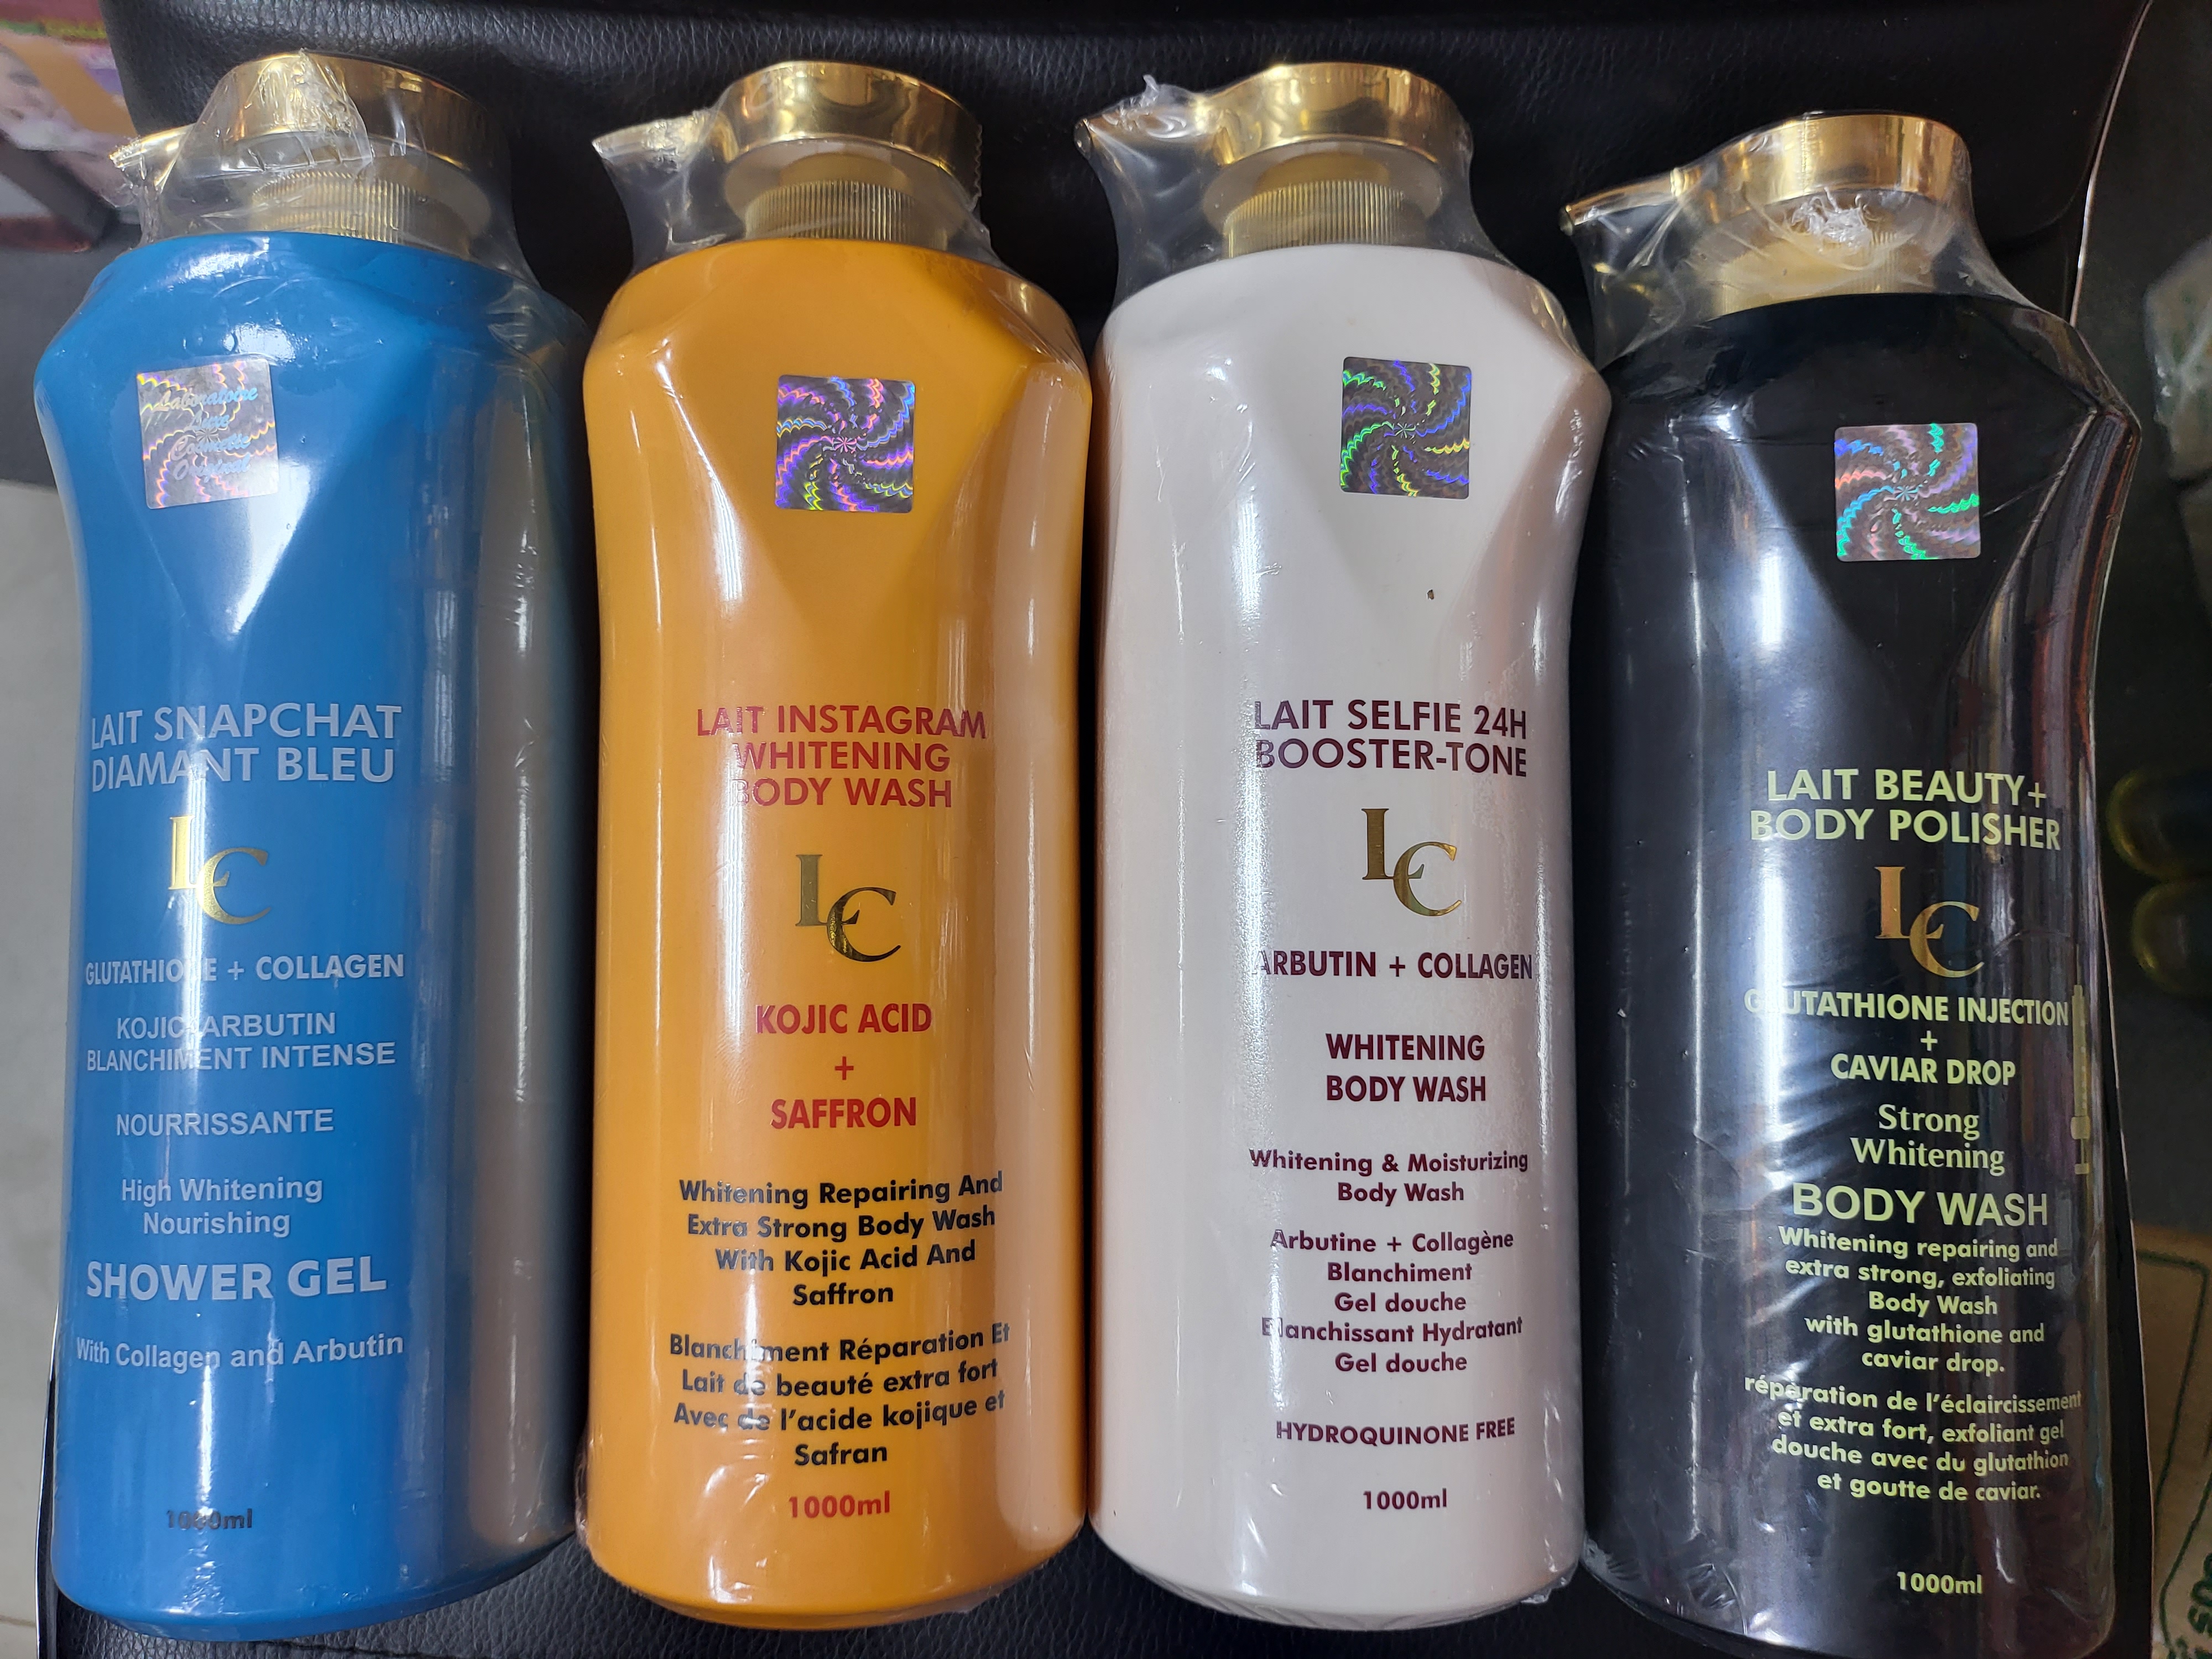 Laboratoire
Luxe
Cosmette
LAIT SNAPCHAT
DIAMANT BLEU
LC
GLUTATHIONE + COLLAGEN
KOJIC ARBUTIN
BLANCHIMENT INTENSE
NOURRISSANTE
High Whitening
Nourishing
SHOWER GEL
With Collagen and Arbutin
1000ml
LAIT INSTAGRAM
WHITENING
BODY WASH
LC
KOJIC ACID
+
SAFFRON
Whitening Repairing And
Extra Strong Body Wash
With Kojic Acid And
Saffron
Blanchiment Réparation Et
Lait de beauté extra fort
Avec de l'acide kojique et
Safran
1000ml
LAIT SELFIE 24H
BOOSTER-TONE
LC
ARBUTIN + COLLAGEN
WHITENING
BODY WASH
Whitening & Moisturizing
Body Wash
Arbutine + Collagène
Blanchiment
Gel douche
Blanchissant Hydratant
Gel douche
HYDROQUINONE FREE
1000ml
LAIT BEAUTY+
BODY POLISHER
LC
GLUTATHIONE INJECTION
+
CAVIAR DROP
Strong
Whitening
BODY WASH
Whitening repairing and
extra strong, exfoliating
Body Wash
with glutathione and
caviar drop.
réparation de l'éclaircissement
et extra fort, exfoliant gel
douche avec du glutathion
et goutte de caviar.
1000ml